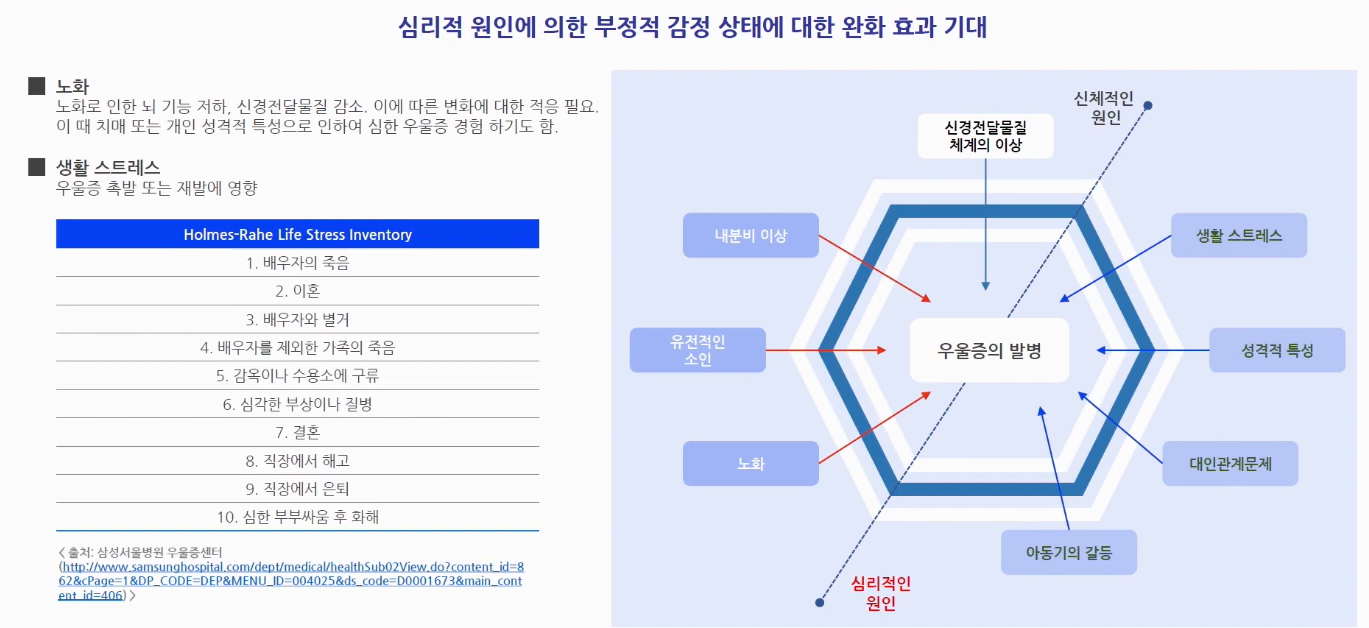 심리적 원인에 의한 부정적 감정 상태에 대한 완화 효과 기대
노화
노화로 인한 뇌 기능 저하, 신경전달물질 감소. 이에 따른 변화에 대한 적응 필요.
이 때 치매 또는 개인 성격적 특성으로 인하여 심한 우울증 경험 하기도 함.
생활 스트레스
우울증 촉발 또는 재발에 영향
Holmes-Rahe Life Stress Inventory
1. 배우자의 죽음
2. 이혼
3. 배우자와 별거
4. 배우자를 제외한 가족의 죽음
5. 감옥이나 수용소에 구류
6. 심각한 부상이나 질병
7. 결혼
8. 직장에서 해고
9. 직장에서 은퇴
10. 심한 부부싸움 후 화해
< 출처: 삼성서울병원 우울증센터
(http://www.samsunghospital.com/dept/medical/healthSub02View.do?content_id=8
62&cPage=1&DP_CODE=DEP&MENU_ID=004025&ds_code=D0001673&main_cont
ent_id=406) >
신체적인
원인
신경전달물질
체계의 이상
내분비 이상
생활 스트레스
유전적인
소인
우울증의 발병
성격적 특성
노화
대인관계문제
아동기의 갈등
심리적인
원인